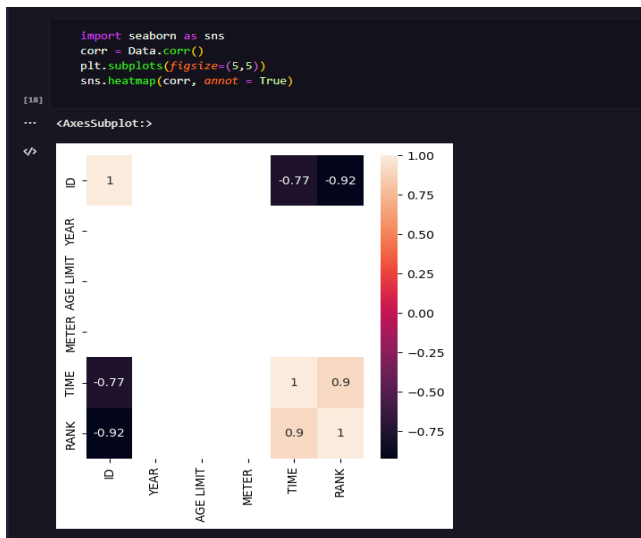 import seaborn as sns
corr = Data.corr()
plt.subplots(figsize=(5,5))
sns.heatmap(corr, annot = True)
[18]
... <AxesSubplot:>
</>
1.00
ID 1 -0.77 -0.92
0.75
YEAR
0.50
AGE LIMIT
0.25
0.00
METER
-0.25
TIME -0.77 1 0.9
-0.50
RANK -0.92 0.9 1
-0.75
ID YEAR AGE LIMIT METER TIME RANK